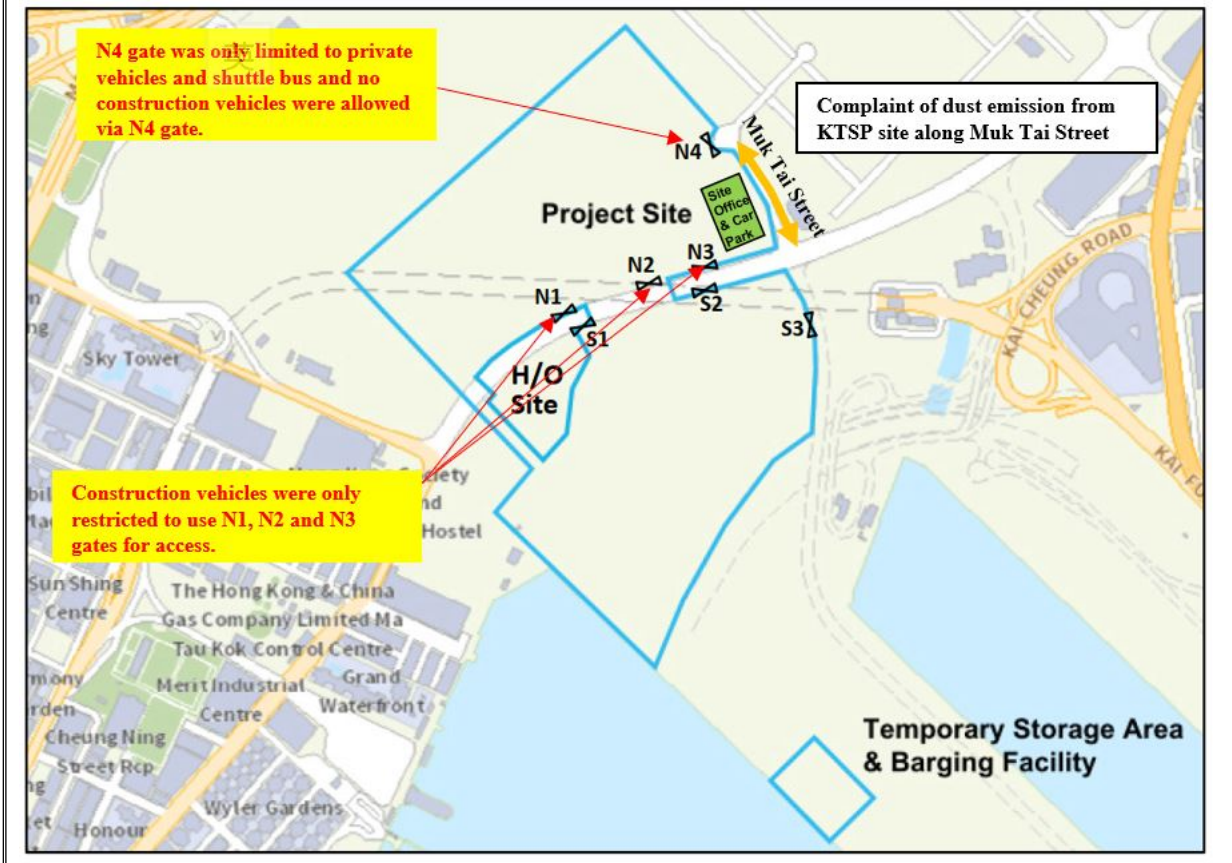 N4 gate was only limited to private
vehicles and shuttle bus and no
construction vehicles were allowed
via N4 gate.
英
Complaint of dust emission from
KTSP site along Muk Tai Street
N4
Muk Tai Street
Site
Office
& Car
Park
Project Site
N3
N2
S2
N1
S1
S3
KAI CHEUNG ROAD
Sky Tower
H/O
Site
KAI FU
Construction vehicles were only
restricted to use N1, N2 and N3
gates for access.
Hostel
Sun Shing
Centre
The Hong Kong & China
Gas Company Limited Ma
Tau Kok Control Centre
Merit Industrial
Centre
Grand
Waterfront
Cheung Ning
Street Rcp
Wyler Gardens
Honour
Temporary Storage Area
& Barging Facility